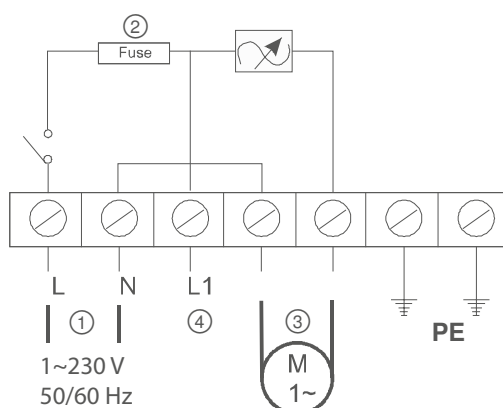 ②
Fuse
L N L1
① ④ ③
PE
M
1~
1~230 V
50/60 Hz